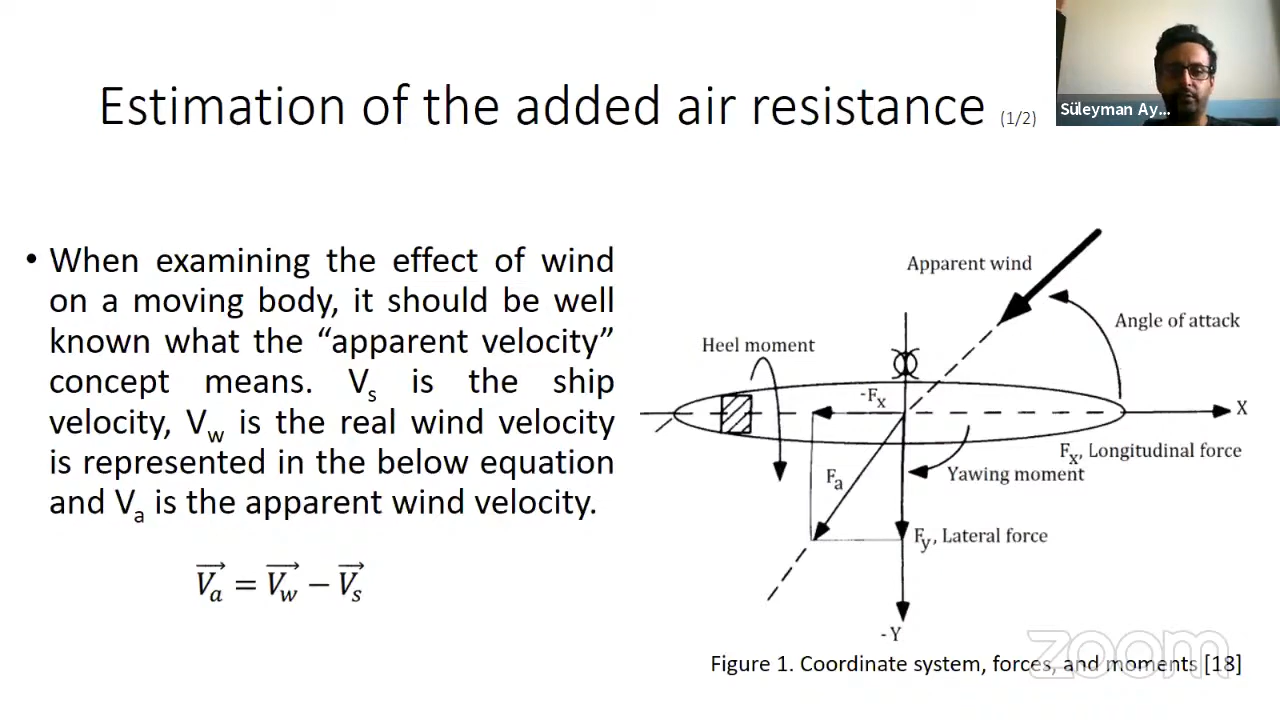 Süleyman Ay...
Estimation of the added air resistance (1/2)
• When examining the effect of wind
on a moving body, it should be well
known what the “apparent velocity”
concept means. Vs is the ship
velocity, Vw is the real wind velocity
is represented in the below equation
and Va is the apparent wind velocity.
Va = Vw − Vs
Apparent wind
Angle of attack
Heel moment
-Fx
X
Fx, Longitudinal force
Yawing moment
Fa
Fy, Lateral force
-Y
zoom
Figure 1. Coordinate system, forces, and moments [18]